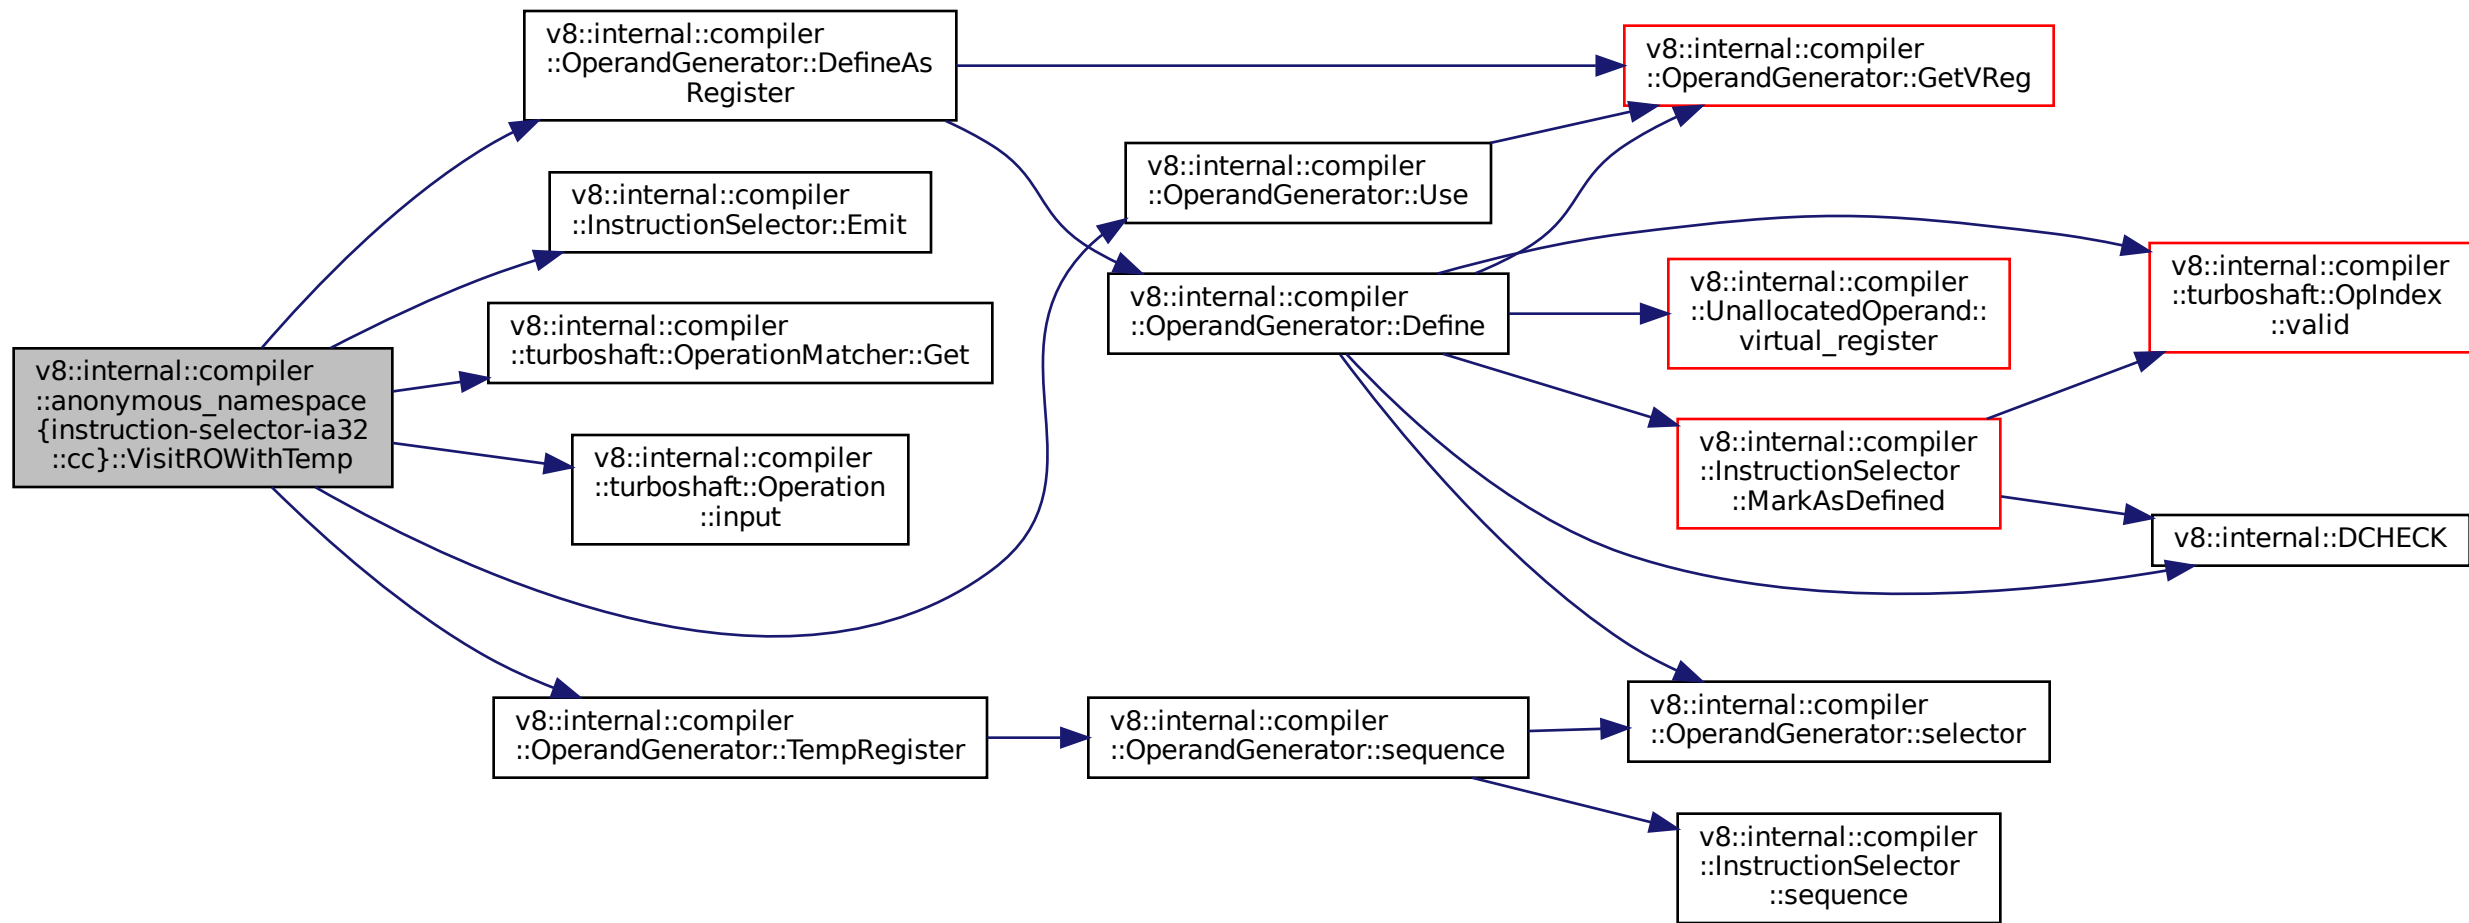 v8::internal::compiler
::anonymous_namespace
{instruction-selector-ia32
::cc}::VisitROWithTemp
v8::internal::compiler
::OperandGenerator::DefineAs
Register
v8::internal::compiler
::InstructionSelector::Emit
v8::internal::compiler
::turboshaft::OperationMatcher::Get
v8::internal::compiler
::turboshaft::Operation
::input
v8::internal::compiler
::OperandGenerator::TempRegister
v8::internal::compiler
::OperandGenerator::Use
v8::internal::compiler
::OperandGenerator::Define
v8::internal::compiler
::OperandGenerator::sequence
v8::internal::compiler
::OperandGenerator::GetVReg
v8::internal::compiler
::UnallocatedOperand::
virtual_register
v8::internal::compiler
::InstructionSelector
::MarkAsDefined
v8::internal::compiler
::OperandGenerator::selector
v8::internal::compiler
::InstructionSelector
::sequence
v8::internal::compiler
::turboshaft::OpIndex
::valid
v8::internal::DCHECK